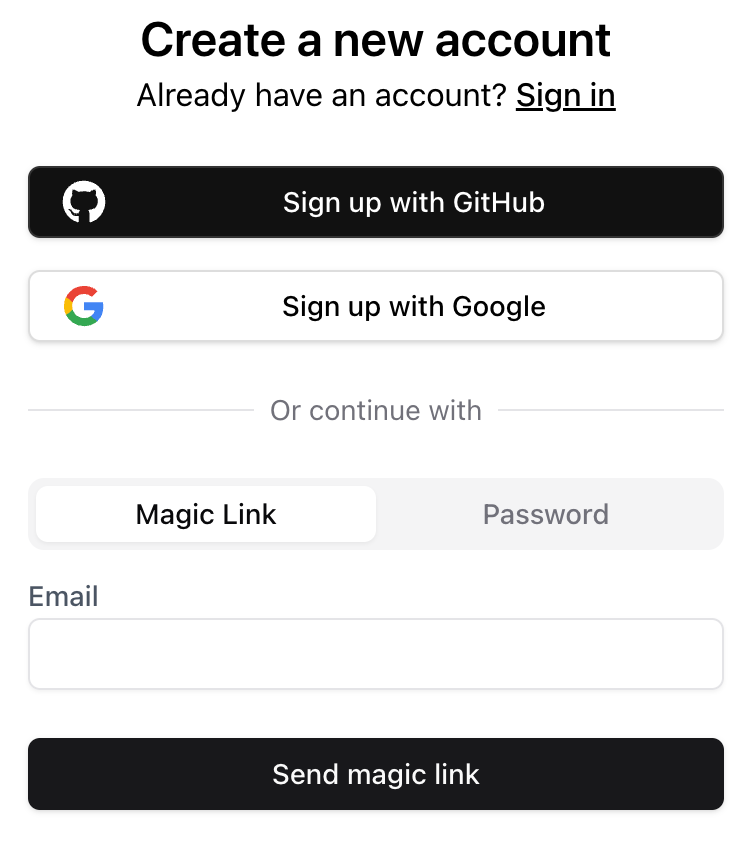 Create a new account
Already have an account? Sign in
Sign up with GitHub
Sign up with Google
Or continue with
Magic Link
Password
Email
Send magic link